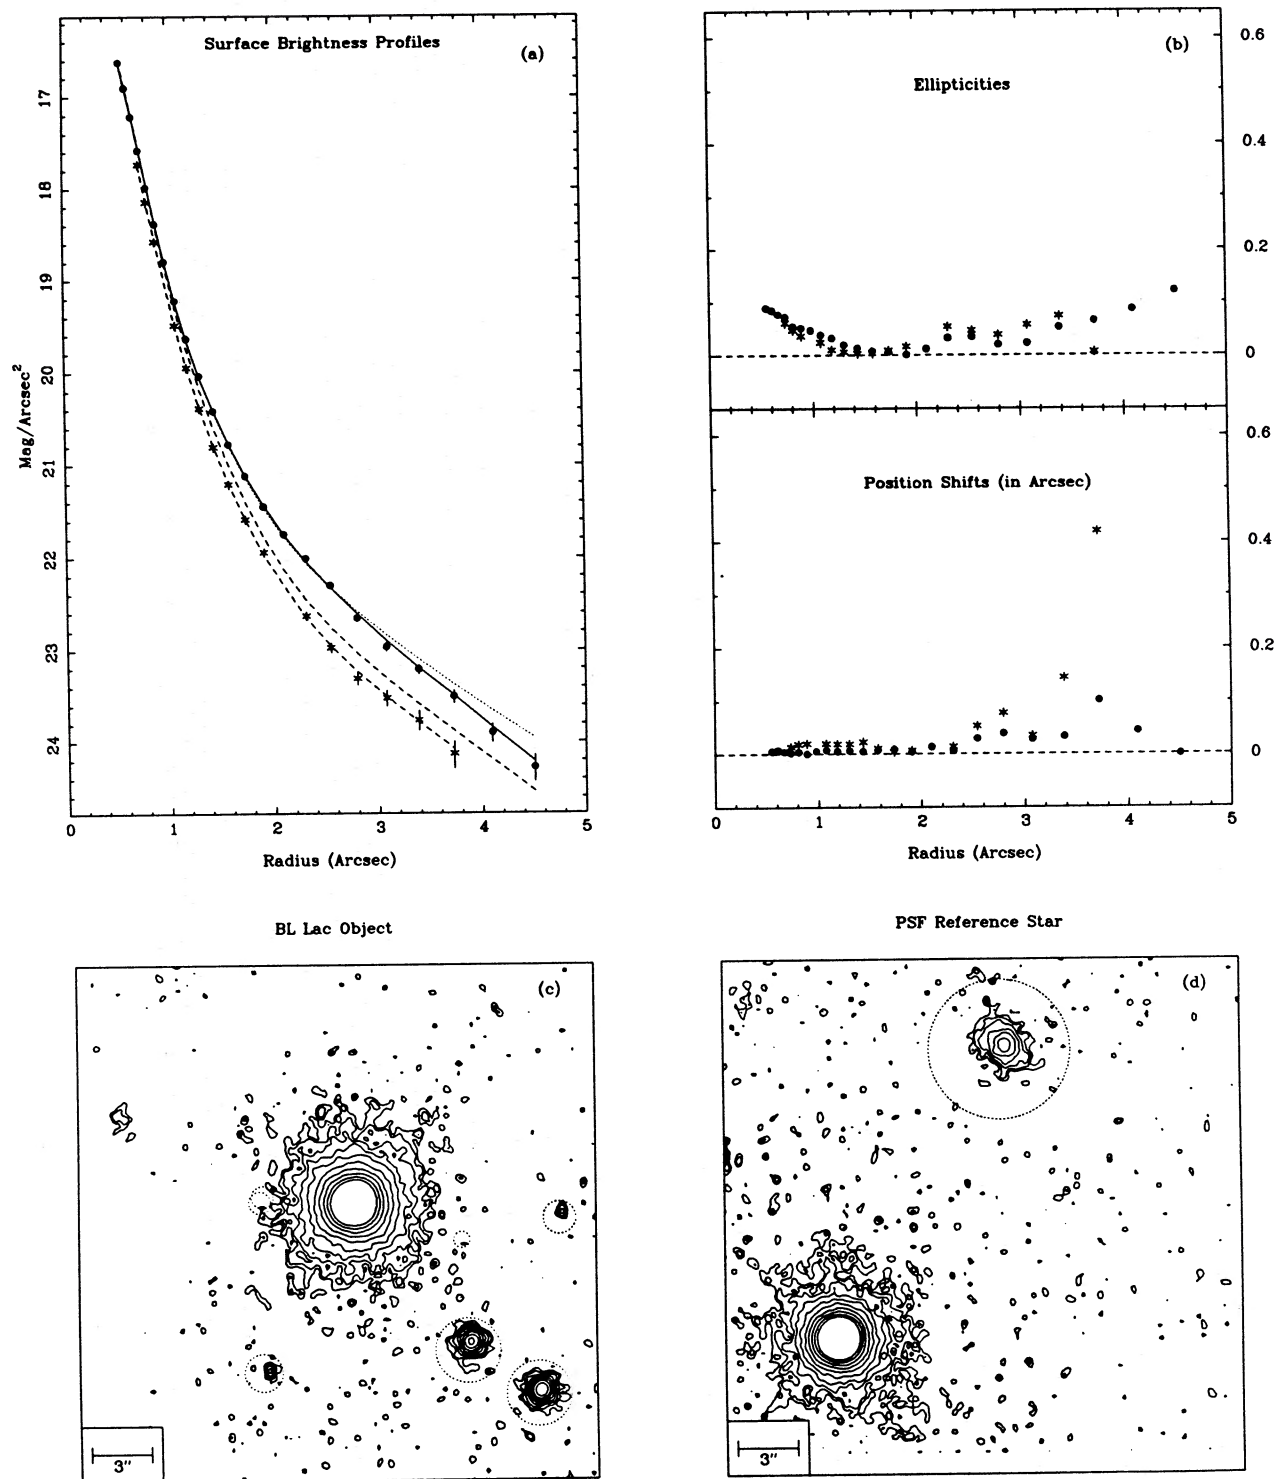 Surface Brightness Profiles
(a)
Mag/Arcsec²
17
18
19
20
21
22
23
24
0 1 2 3 4 5
Radius (Arcsec)
(b)
Ellipticities
0.6
0.4
0.2
0
Position Shifts (in Arcsec)
0.6
0.4
0.2
0
0 1 2 3 4 5
Radius (Arcsec)
BL Lac Object
(c)
3"
PSF Reference Star
(d)
3"